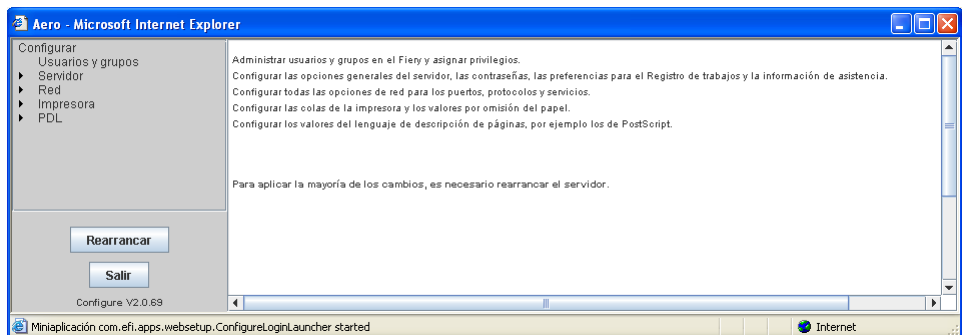 Aero - Microsoft Internet Explorer
Configurar
Usuarios y grupos
Servidor
Red
Impresora
PDL
Administrar usuarios y grupos en el Fiery y asignar privilegios.
Configurar las opciones generales del servidor, las contraseñas, las preferencias para el Registro de trabajos y la información de asistencia.
Configurar todas las opciones de red para los puertos, protocolos y servicios.
Configurar las colas de la impresora y los valores por omisión del papel.
Configurar los valores del lenguaje de descripción de páginas, por ejemplo los de PostScript.
Para aplicar la mayoría de los cambios, es necesario rearrancar el servidor.
Rearrancar
Salir
Configure V2.0.69
Miniaplicación com.efi.apps.websetup.ConfigureLoginLauncher started
Internet